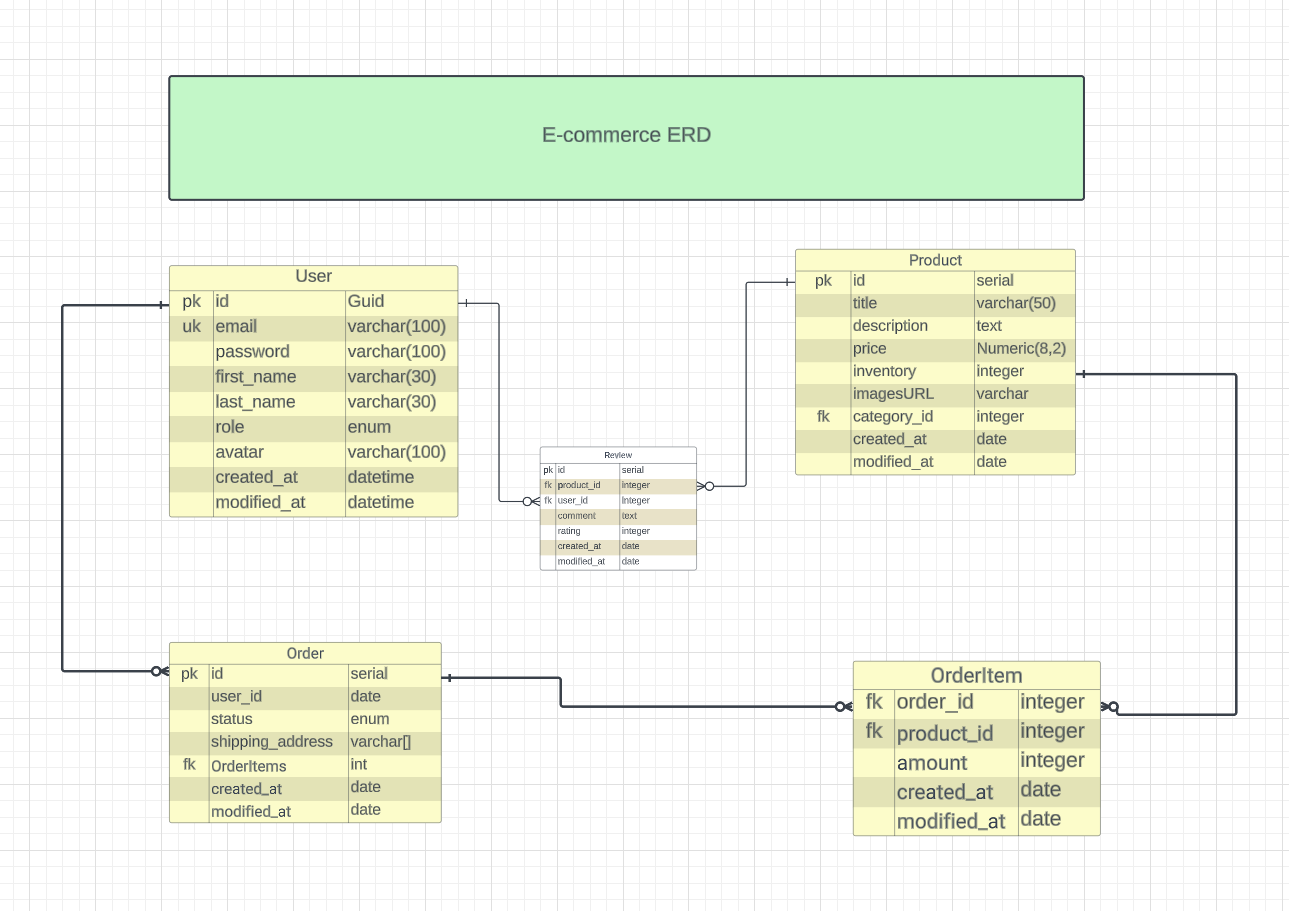 E-commerce ERD
User
pk id Guid
uk email varchar(100)
password varchar(100)
first_name varchar(30)
last_name varchar(30)
role enum
avatar varchar(100)
created_at datetime
modified_at datetime
Product
pk id serial
title varchar(50)
description text
price Numeric(8,2)
inventory integer
imagesURL varchar
fk category_id integer
created_at date
modified_at date
Review
pk id serial
fk product_id integer
fk user_id Integer
comment text
rating integer
created_at date
modified_at date
Order
pk id serial
user_id date
status enum
shipping_address varchar[]
fk OrderItems int
created_at date
modified_at date
OrderItem
fk order_id integer
fk product_id integer
amount integer
created_at date
modified_at date